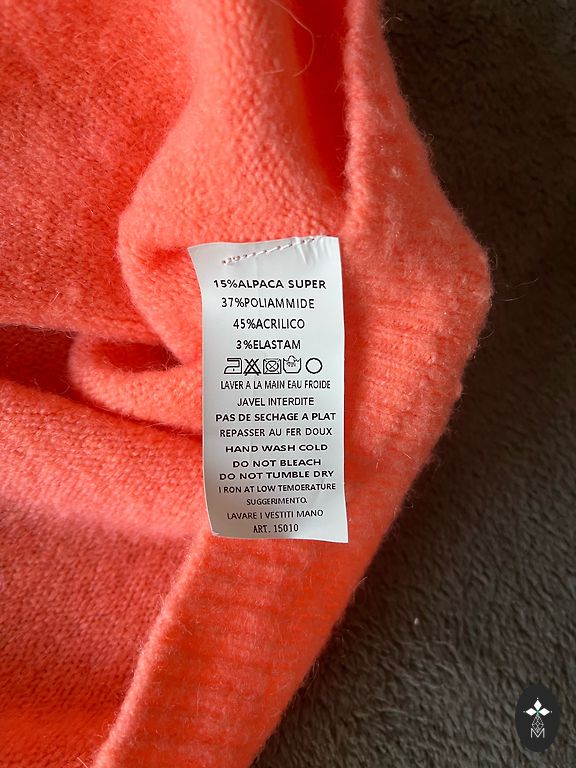 15%ALPACA SUPER
37%POLIAMMIDE
45%ACRILICO
3%ELASTAM
LAVER A LA MAIN EAU FROIDE
JAVEL INTERDITE
PAS DE SECHAGE A PLAT
REPASSER AU FER DOUX
HAND WASH COLD
DO NOT BLEACH
DO NOT TUMBLE DRY
I RON AT LOW TEMOERATURE
SUGGERIMENTO.
LAVARE I VESTITI MANO
ART. 15010
M